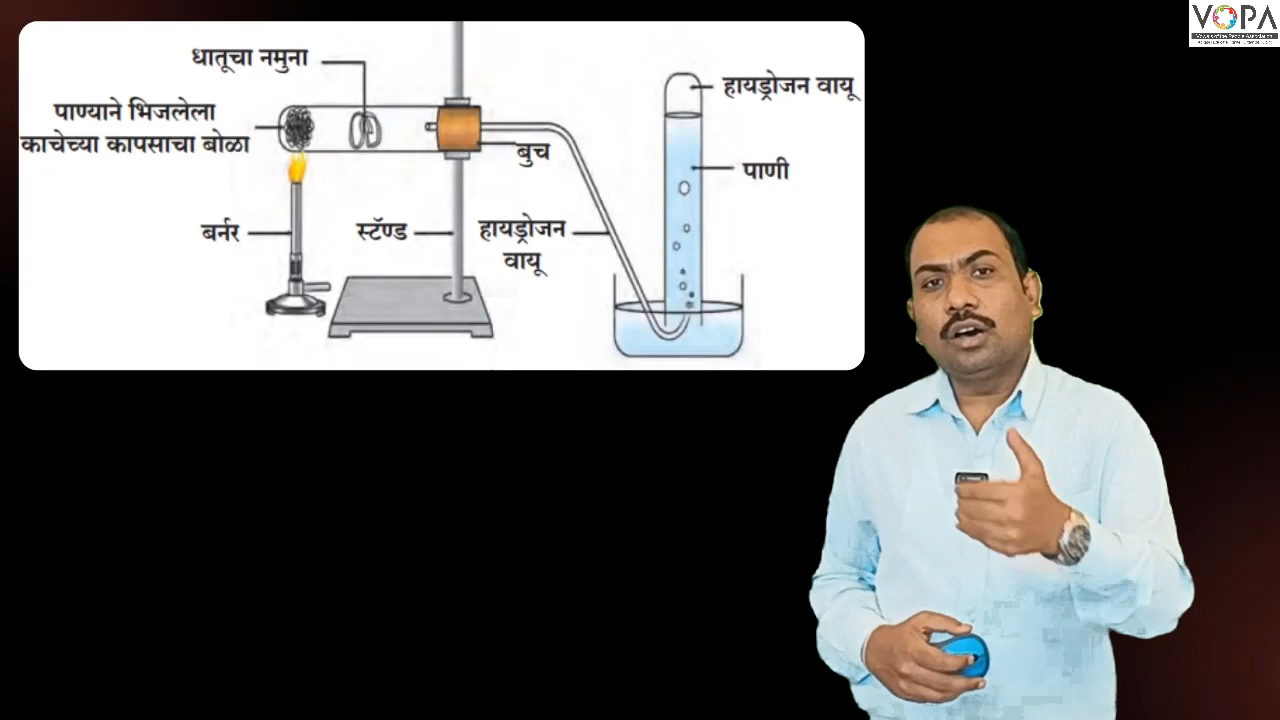 VOPA
धातूचा नमुना
पाण्याने भिजलेला
काचेच्या कापसाचा बोळा
बुच
बर्नर
स्टॅण्ड
हायड्रोजन
वायू
हायड्रोजन वायू
पाणी